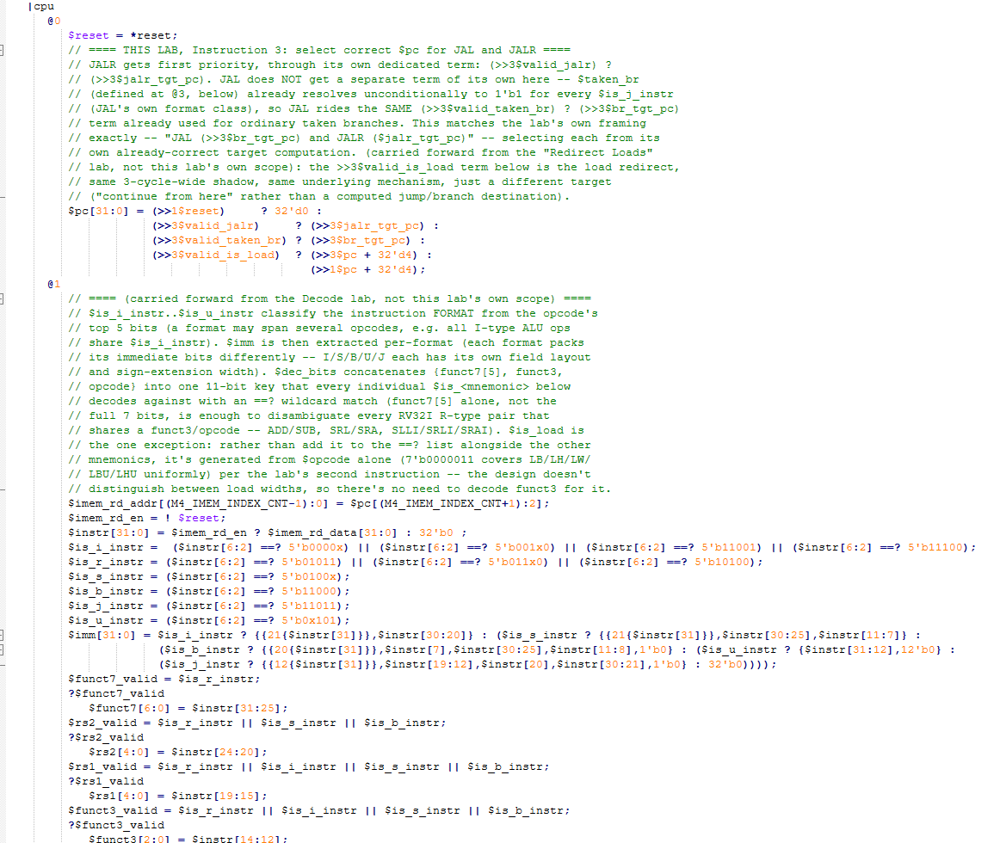 |cpu
@0
$reset = *reset;
// ==== THIS LAB, Instruction 3: select correct $pc for JAL and JALR ====
// JALR gets first priority, through its own dedicated term: (>>3$valid_jalr) ?
// (>>3$jalr_tgt_pc). JAL does NOT get a separate term of its own here -- $taken_br
// (defined at @3, below) already resolves unconditionally to 1'b1 for every $is_j_instr
// (JAL's own format class), so JAL rides the SAME (>>3$valid_taken_br) ? (>>3$br_tgt_pc)
// term already used for ordinary taken branches. This matches the lab's own framing
// exactly -- "JAL (>>3$br_tgt_pc) and JALR ($jalr_tgt_pc)" -- selecting each from its
// own already-correct target computation. (carried forward from the "Redirect Loads"
// lab, not this lab's own scope): the >>3$valid_is_load term below is the load redirect,
// same 3-cycle-wide shadow, same underlying mechanism, just a different target
// ("continue from here" rather than a computed jump/branch destination).
$pc[31:0] = (>>1$reset) ? 32'd0 :
(>>3$valid_jalr) ? (>>3$jalr_tgt_pc) :
(>>3$valid_taken_br) ? (>>3$br_tgt_pc) :
(>>3$valid_is_load) ? (>>3$pc + 32'd4) :
(>>1$pc + 32'd4);
@1
// ==== (carried forward from the Decode lab, not this lab's own scope) ====
// $is_i_instr..$is_u_instr classify the instruction FORMAT from the opcode's
// top 5 bits (a format may span several opcodes, e.g. all I-type ALU ops
// share $is_i_instr). $imm is then extracted per-format (each format packs
// its immediate bits differently -- I/S/B/U/J each has its own field layout
// and sign-extension width). $dec_bits concatenates {funct7[5], funct3,
// opcode} into one 11-bit key that every individual $is_<mnemonic> below
// decodes against with an ==? wildcard match (funct7[5] alone, not the
// full 7 bits, is enough to disambiguate every RV32I R-type pair that
// shares a funct3/opcode -- ADD/SUB, SRL/SRA, SLLI/SRLI/SRAI). $is_load is
// the one exception: rather than add it to the ==? list alongside the other
// mnemonics, it's generated from $opcode alone (7'b0000011 covers LB/LH/LW/
// LBU/LHU uniformly) per the lab's second instruction -- the design doesn't
// distinguish between load widths, so there's no need to decode funct3 for it.
$imem_rd_addr[(M4_IMEM_INDEX_CNT-1):0] = $pc[(M4_IMEM_INDEX_CNT+1):2];
$imem_rd_en = ! $reset;
$instr[31:0] = $imem_rd_en ? $imem_rd_data[31:0] : 32'b0 ;
$is_i_instr =  ($instr[6:2] ==? 5'b0000x) || ($instr[6:2] ==? 5'b001x0) || ($instr[6:2] ==? 5'b11001) || ($instr[6:2] ==? 5'b11100);
$is_r_instr = ($instr[6:2] ==? 5'b01011) || ($instr[6:2] ==? 5'b011x0) || ($instr[6:2] ==? 5'b10100);
$is_s_instr = ($instr[6:2] ==? 5'b0100x);
$is_b_instr = ($instr[6:2] ==? 5'b11000);
$is_j_instr = ($instr[6:2] ==? 5'b11011);
$is_u_instr = ($instr[6:2] ==? 5'b0x101);
$imm[31:0] = $is_i_instr ? {{21{$instr[31]}},$instr[30:20]} : ($is_s_instr ? {{21{$instr[31]}},$instr[30:25],$instr[11:7]} :
($is_b_instr ? {{20{$instr[31]}},$instr[7],$instr[30:25],$instr[11:8],1'b0} : ($is_u_instr ? {$instr[31:12],12'b0} :
($is_j_instr ? {{12{$instr[31]}},$instr[19:12],$instr[20],$instr[30:21],1'b0} : 32'b0))));
$funct7_valid = $is_r_instr;
?$funct7_valid
$funct7[6:0] = $instr[31:25];
$rs2_valid = $is_r_instr || $is_s_instr || $is_b_instr;
?$rs2_valid
$rs2[4:0] = $instr[24:20];
$rs1_valid = $is_r_instr || $is_i_instr || $is_s_instr || $is_b_instr;
?$rs1_valid
$rs1[4:0] = $instr[19:15];
$funct3_valid = $is_r_instr || $is_i_instr || $is_s_instr || $is_b_instr;
?$funct3_valid
$funct3[2:0] = $instr[14:12];